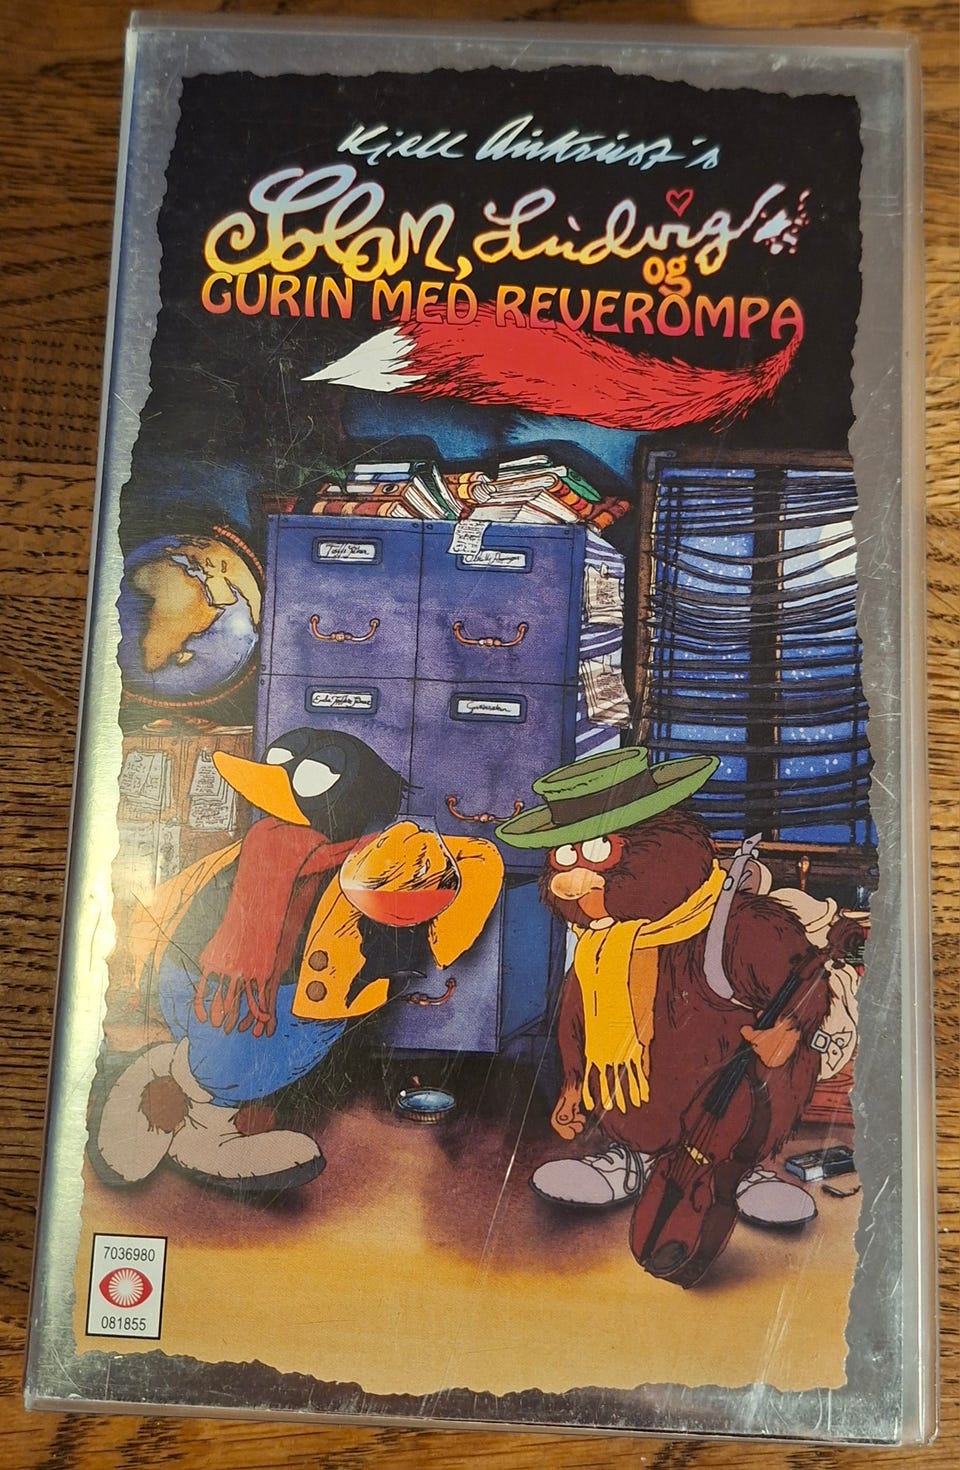 Kjell Aukrust's
Solan, Ludvig
og
GURIN MED REVEROMPA
7036980
081855